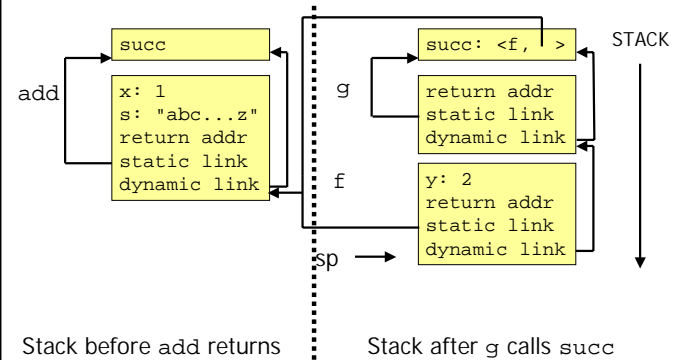 succ
add
x: 1
s: "abc...z"
return addr
static link
dynamic link
Stack before add returns
succ: <f, >
STACK
g
return addr
static link
dynamic link
f
y: 2
return addr
static link
dynamic link
sp
Stack after g calls succ